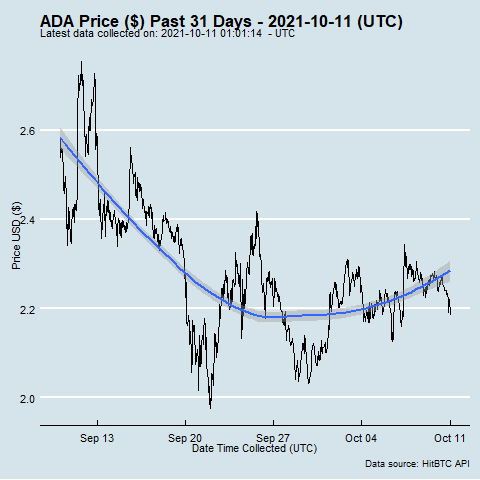 ADA Price ($) Past 31 Days - 2021-10-11 (UTC)
Latest data collected on: 2021-10-11 01:01:14 - UTC
Price USD ($)
2.6
2.4
2.2
2.0
Sep 13
Sep 20
Sep 27
Oct 04
Oct 11
Date Time Collected (UTC)
Data source: HitBTC API